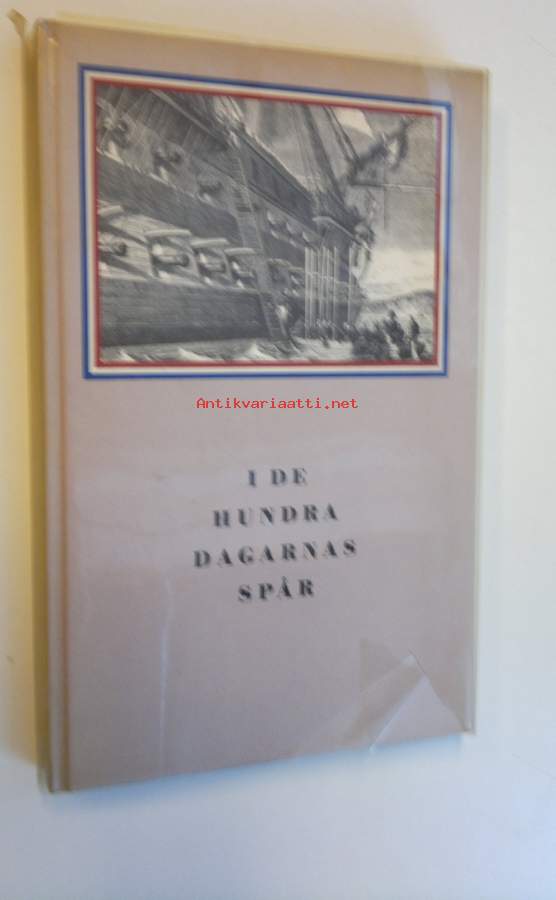 Antikvariaatti.net
I DE
HUNDRA
DAGARNAS
SPÅR